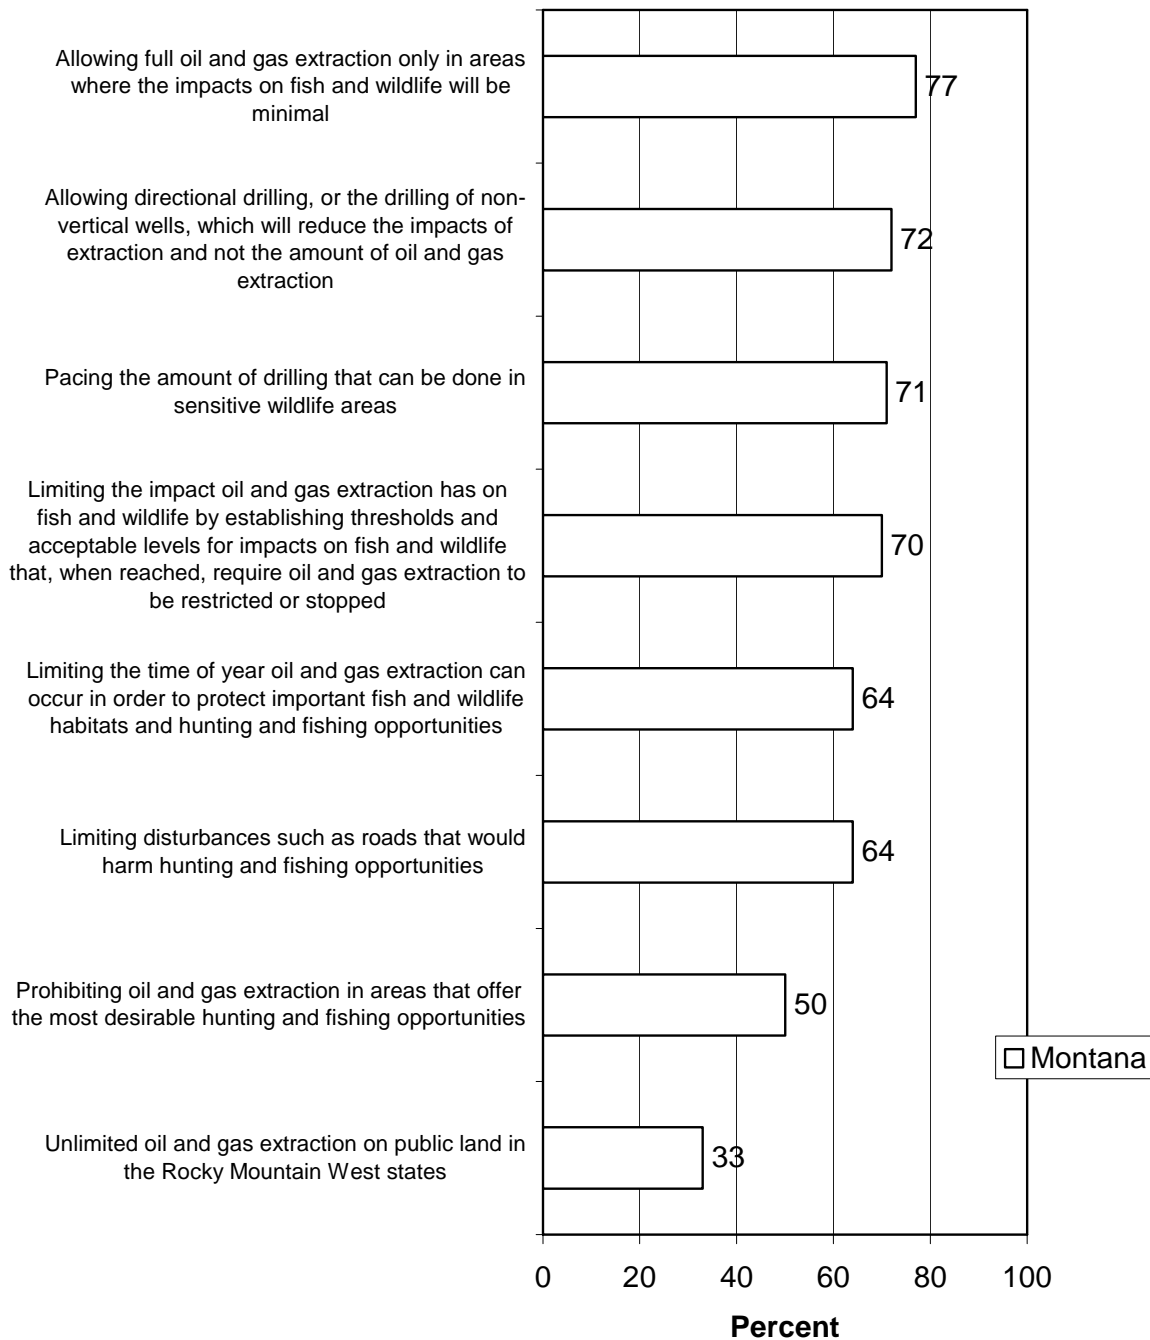 Allowing full oil and gas extraction only in areas
where the impacts on fish and wildlife will be
minimal
77
Allowing directional drilling, or the drilling of non-
vertical wells, which will reduce the impacts of
extraction and not the amount of oil and gas
extraction
72
Pacing the amount of drilling that can be done in
sensitive wildlife areas
71
Limiting the impact oil and gas extraction has on
fish and wildlife by establishing thresholds and
acceptable levels for impacts on fish and wildlife
that, when reached, require oil and gas extraction to
be restricted or stopped
70
Limiting the time of year oil and gas extraction can
occur in order to protect important fish and wildlife
habitats and hunting and fishing opportunities
64
Limiting disturbances such as roads that would
harm hunting and fishing opportunities
64
Prohibiting oil and gas extraction in areas that offer
the most desirable hunting and fishing opportunities
50
Montana
Unlimited oil and gas extraction on public land in
the Rocky Mountain West states
33
0 20 40 60 80 100
Percent